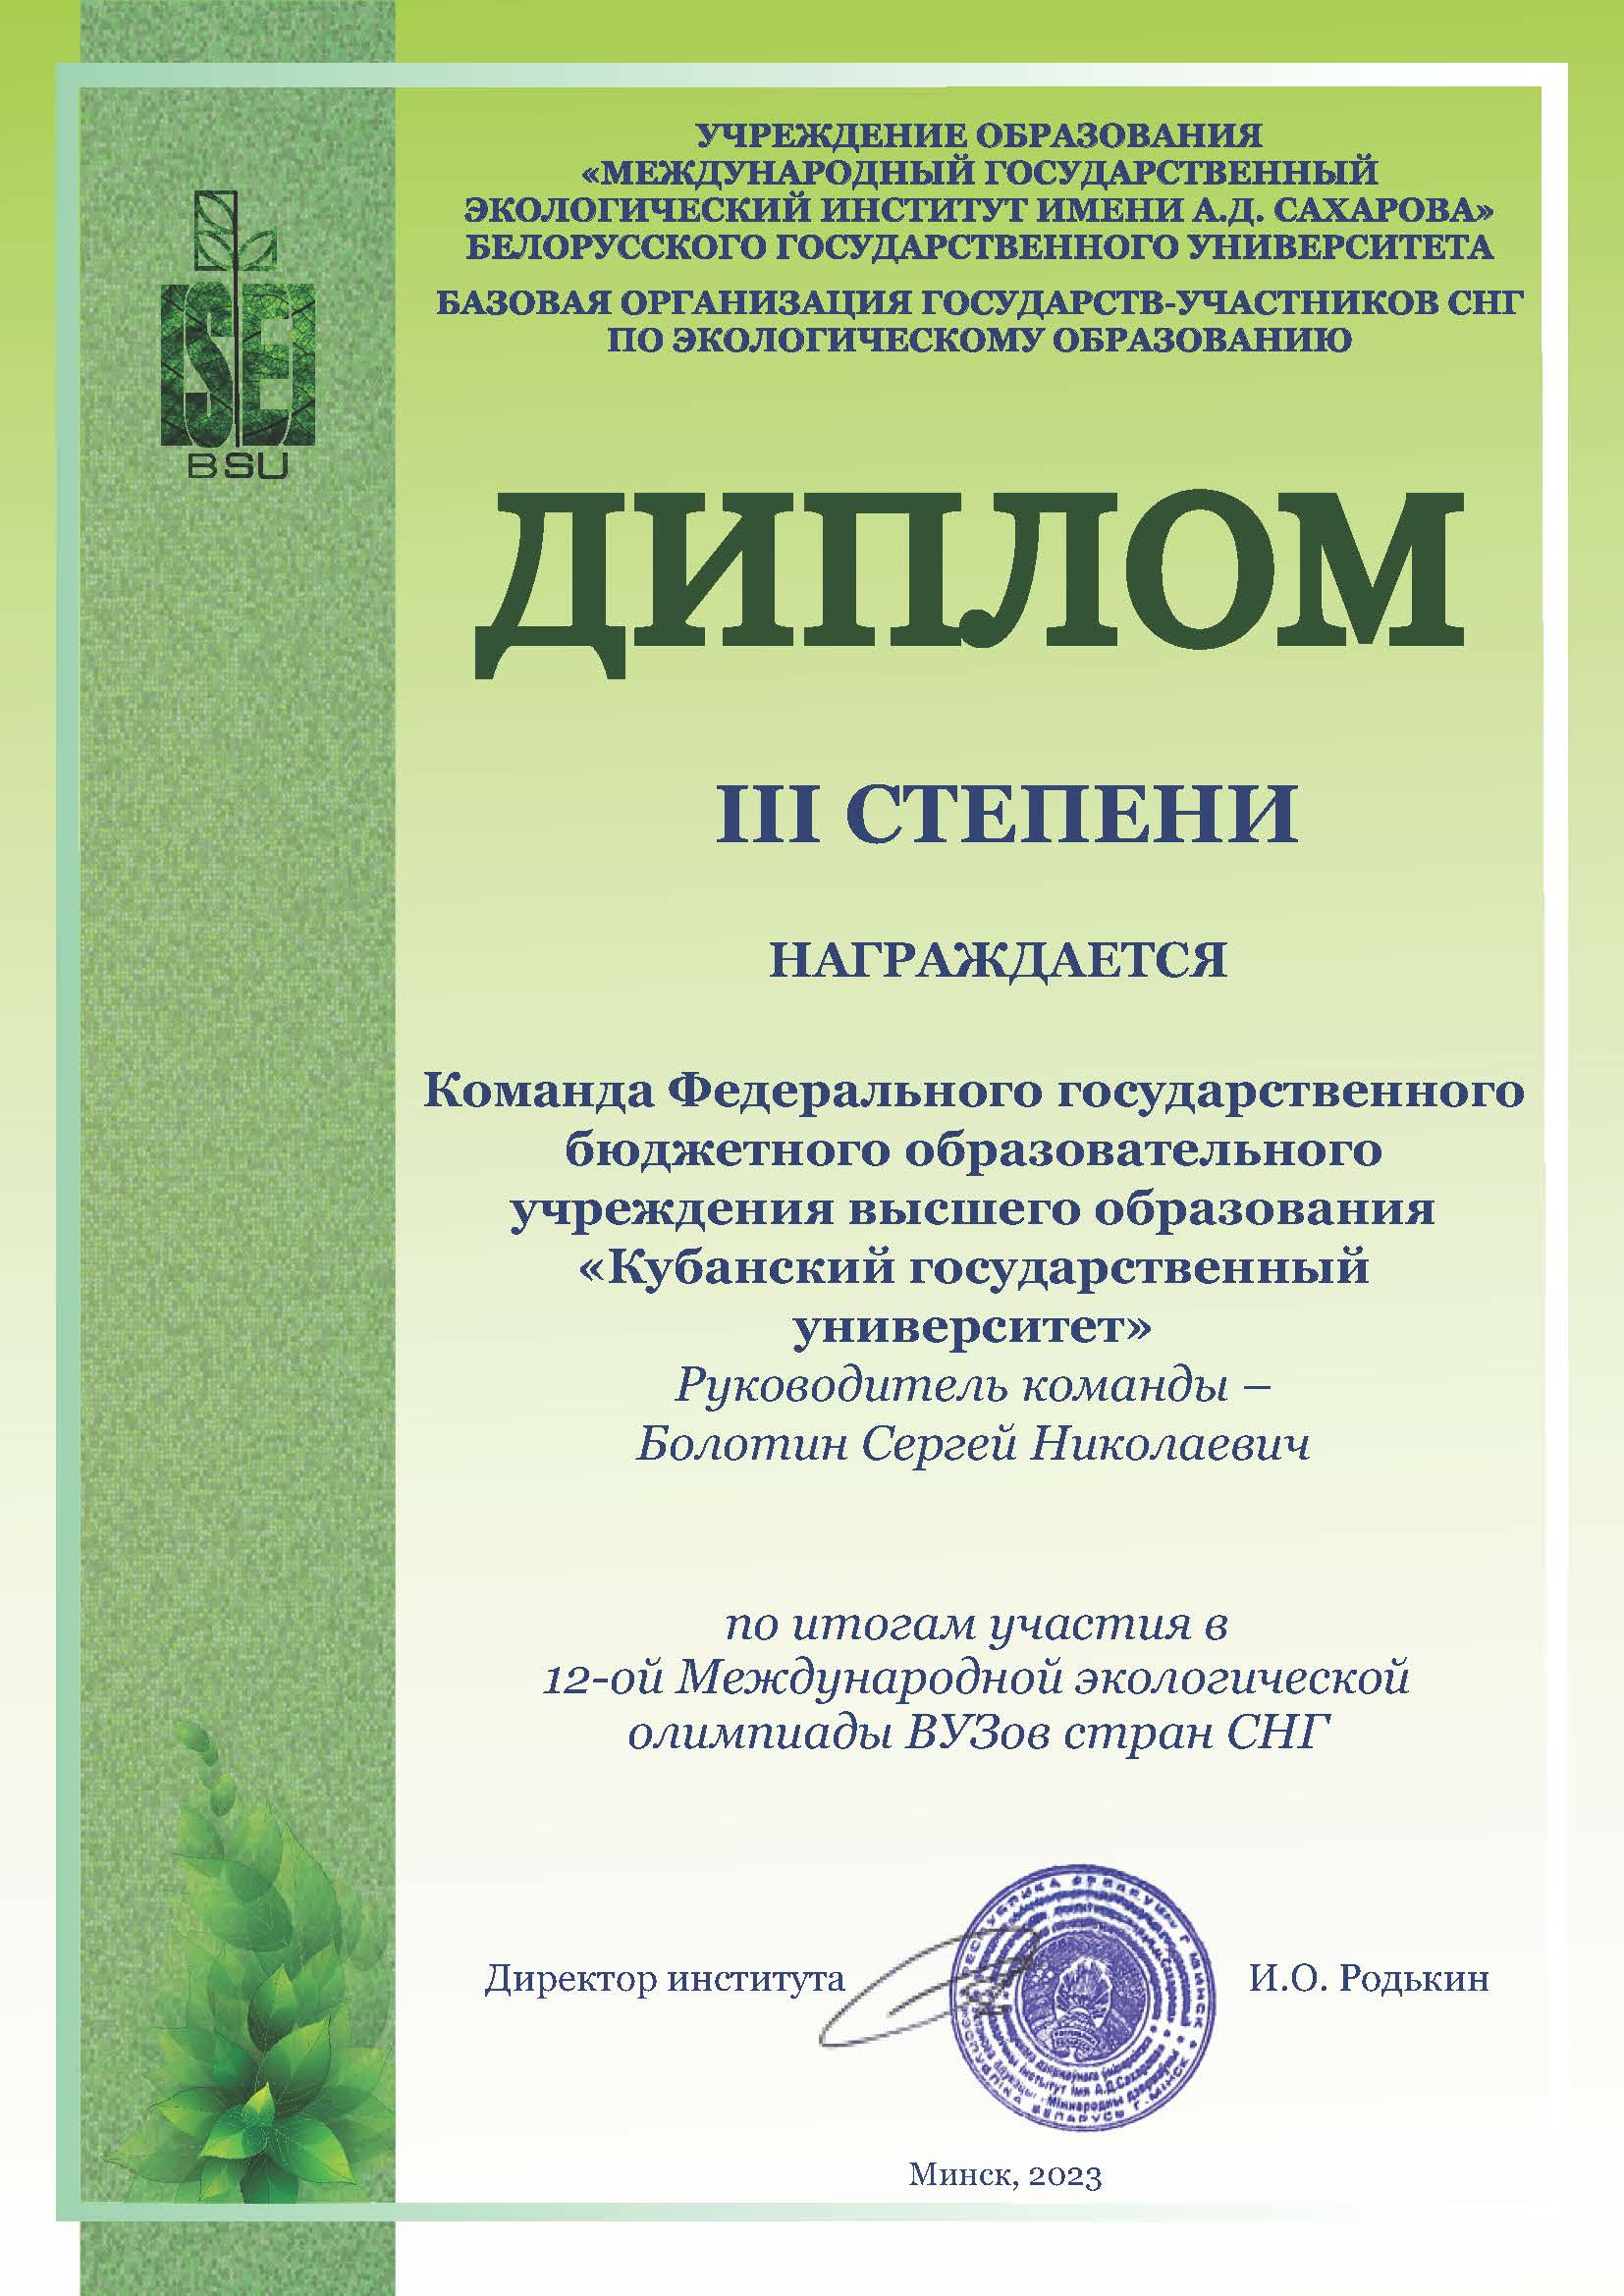 УЧРЕЖДЕНИЕ ОБРАЗОВАНИЯ
«МЕЖДУНАРОДНЫЙ ГОСУДАРСТВЕННЫЙ
ЭКОЛОГИЧЕСКИЙ ИНСТИТУТ ИМЕНИ А.Д. САХАРОВА»
БЕЛОРУССКОГО ГОСУДАРСТВЕННОГО УНИВЕРСИТЕТА
БАЗОВАЯ ОРГАНИЗАЦИЯ ГОСУДАРСТВ-УЧАСТНИКОВ СНГ
ПО ЭКОЛОГИЧЕСКОМУ ОБРАЗОВАНИЮ
ISEI
BSU
ДИПЛОМ
III СТЕПЕНИ
НАГРАЖДАЕТСЯ
Команда Федерального государственного
бюджетного образовательного
учреждения высшего образования
«Кубанский государственный
университет»
Руководитель команды –
Болотин Сергей Николаевич
по итогам участия в
12-ой Международной экологической
олимпиады ВУЗов стран СНГ
Директор института
И.О. Родькин
Минск, 2023